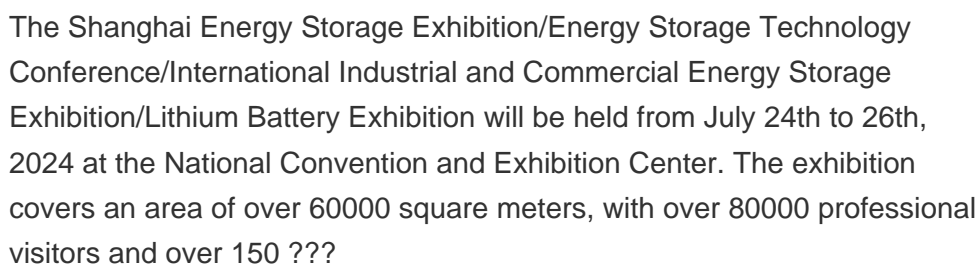 The Shanghai Energy Storage Exhibition/Energy Storage Technology
Conference/International Industrial and Commercial Energy Storage
Exhibition/Lithium Battery Exhibition will be held from July 24th to 26th,
2024 at the National Convention and Exhibition Center. The exhibition
covers an area of over 60000 square meters, with over 80000 professional
visitors and over 150 ???